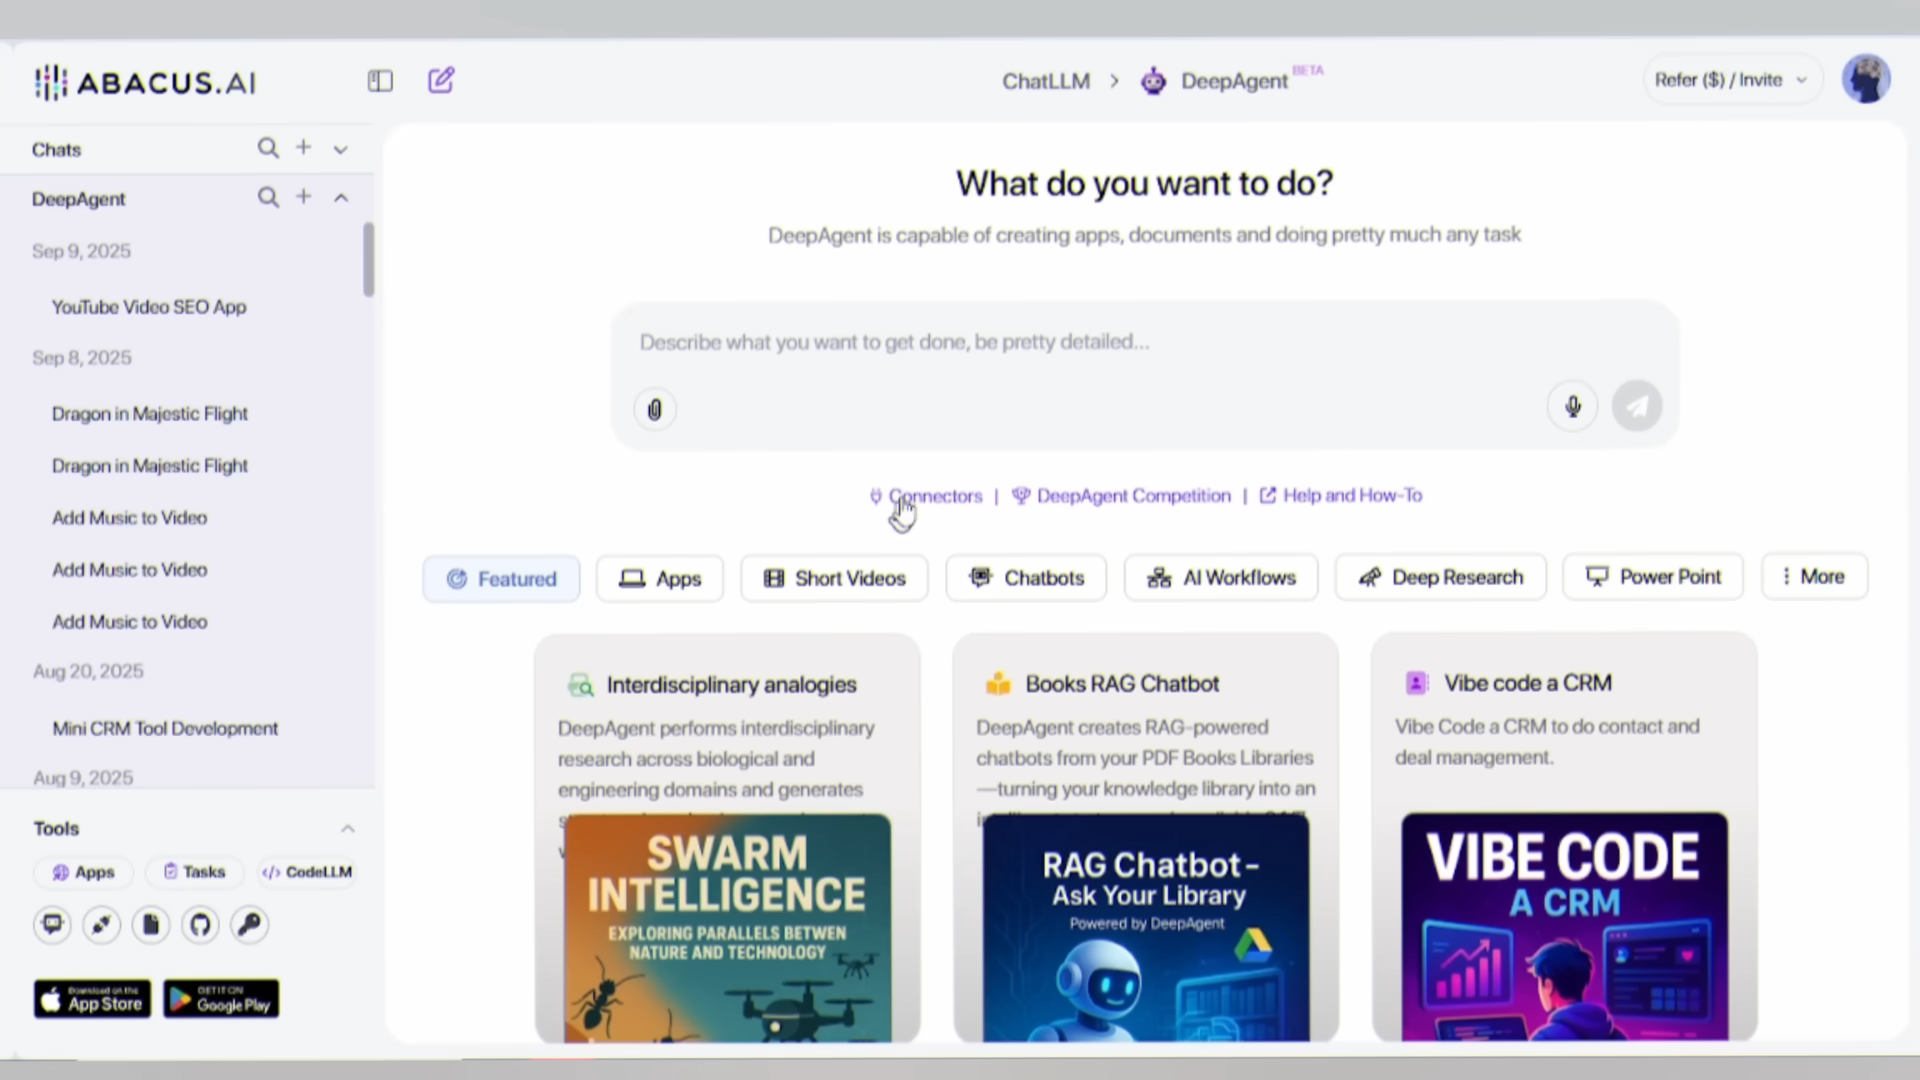 ABACUS.AI
ChatLLM > DeepAgent BETA
Refer ($) / Invite
Chats
DeepAgent
Sep 9, 2025
YouTube Video SEO App
Sep 8, 2025
Dragon in Majestic Flight
Dragon in Majestic Flight
Add Music to Video
Add Music to Video
Add Music to Video
Aug 20, 2025
Mini CRM Tool Development
Aug 9, 2025
Tools
Apps
Tasks
</> CodeLLM
Download on the
App Store
GET IT ON
Google Play
What do you want to do?
DeepAgent is capable of creating apps, documents and doing pretty much any task
Describe what you want to get done, be pretty detailed...
Connectors | DeepAgent Competition | Help and How-To
Featured
Apps
Short Videos
Chatbots
AI Workflows
Deep Research
Power Point
More
Interdisciplinary analogies
DeepAgent performs interdisciplinary
research across biological and
engineering domains and generates
SWARM
INTELLIGENCE
EXPLORING PARALLELS BETWEN
NATURE AND TECHNOLOGY
Books RAG Chatbot
DeepAgent creates RAG-powered
chatbots from your PDF Books Libraries
—turning your knowledge library into an
RAG Chatbot –
Ask Your Library
Powered by DeepAgent
Vibe code a CRM
Vibe Code a CRM to do contact and
deal management.
VIBE CODE
A CRM